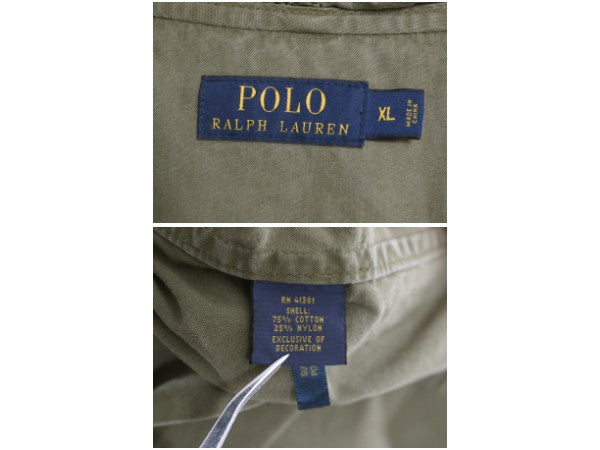 POLO
RALPH LAUREN
XL
MADE IN
CHINA
RN 41381
SHELL:
75% COTTON
25% NYLON
EXCLUSIVE OF
DECORATION